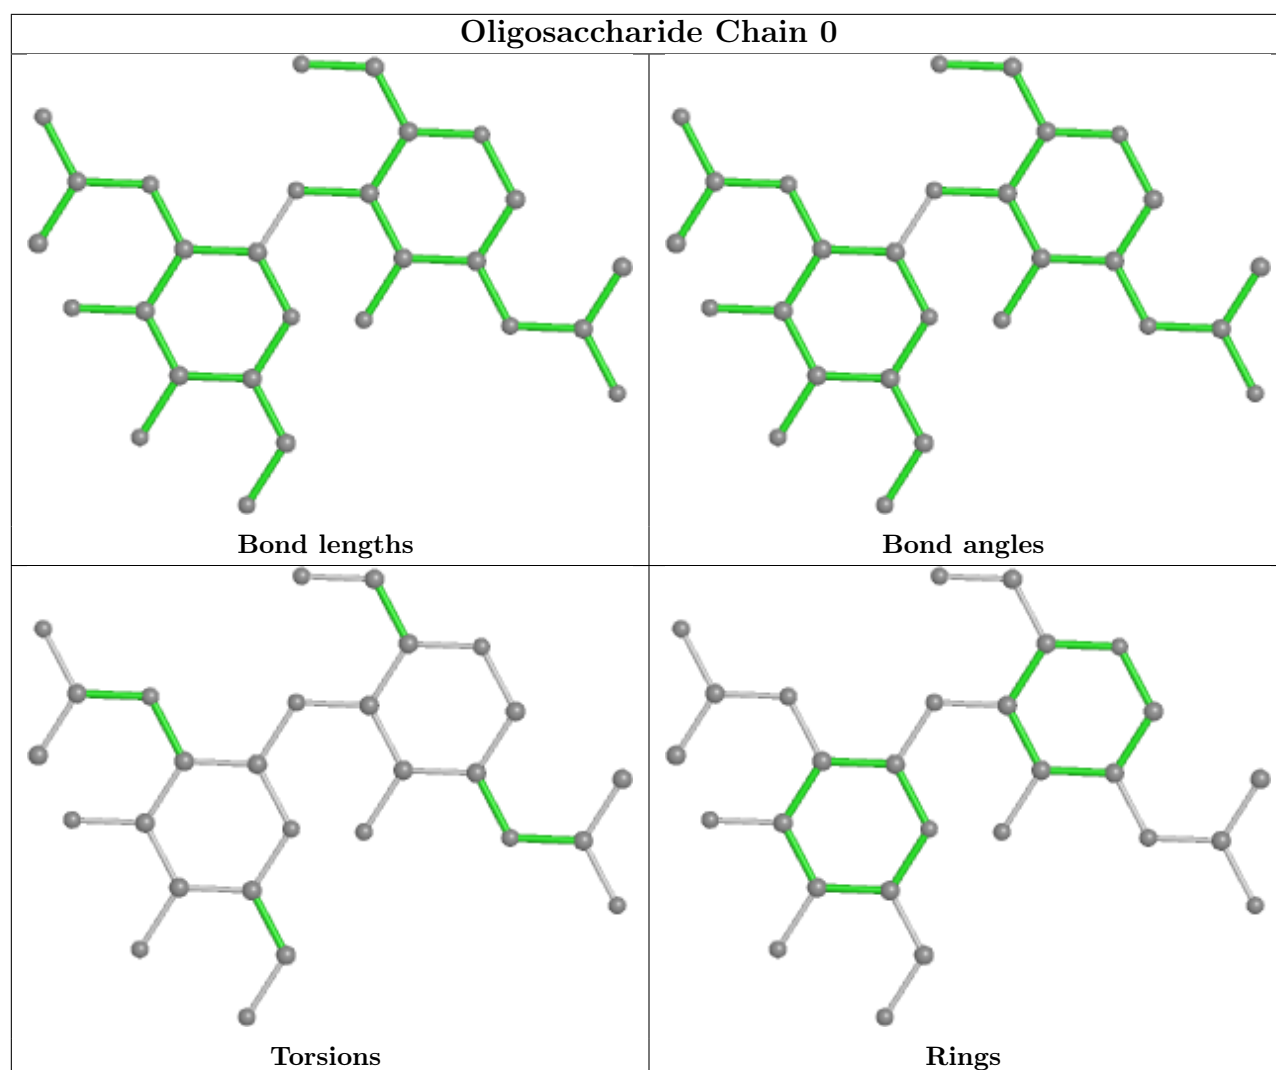 Oligosaccharide Chain 0
Bond lengths
Bond angles
Torsions
Rings